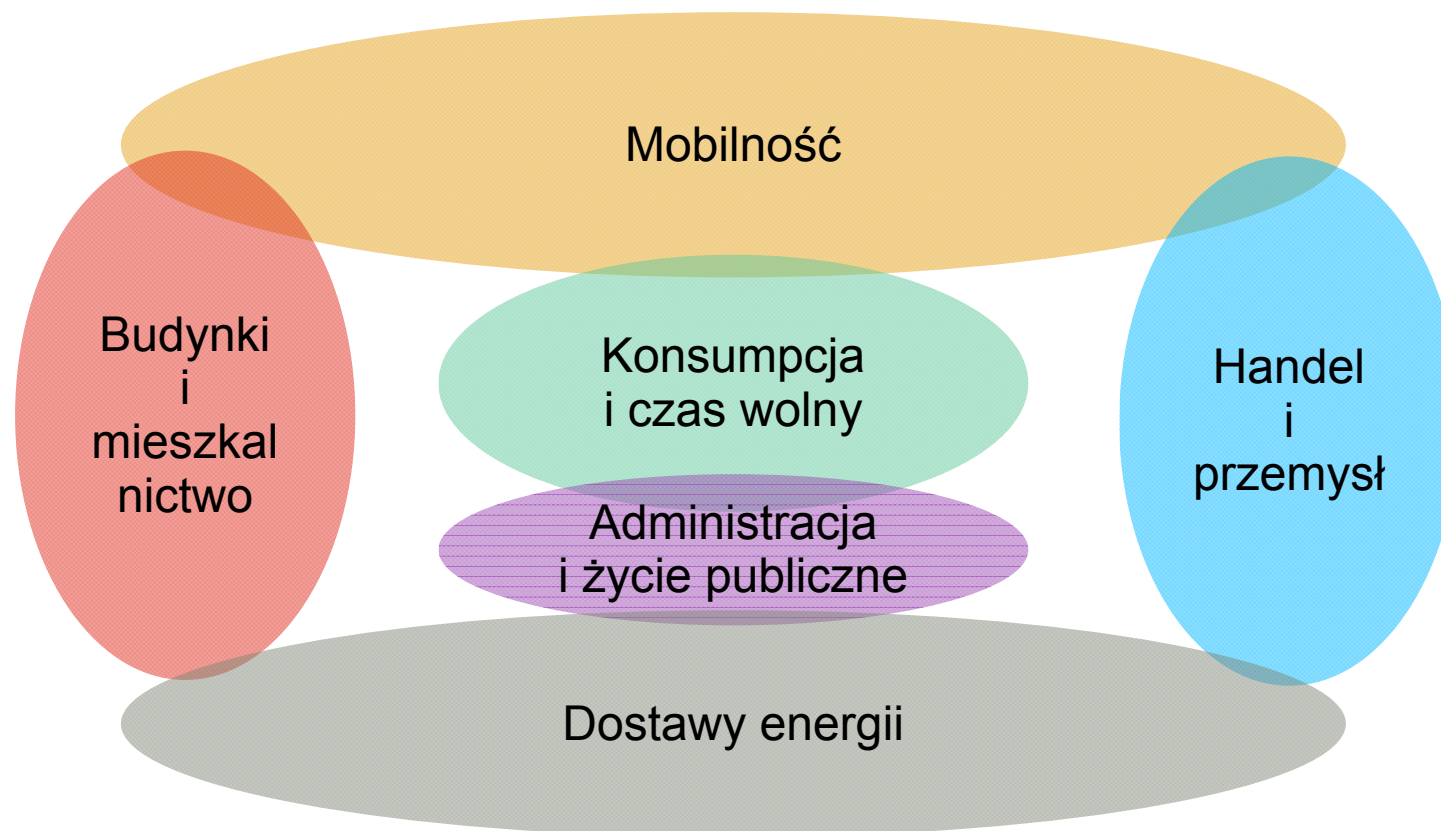 Mobilność
Budynki
i
mieszkal
nictwo
Konsumpcja
i czas wolny
Handel
i
przemysł
Administracja
i życie publiczne
Dostawy energii